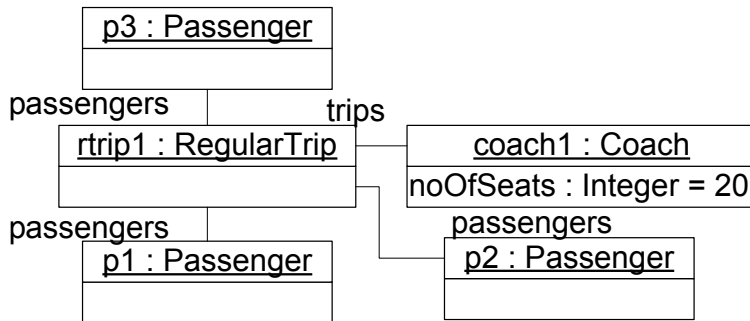 p3 : Passenger
passengers
trips
rtrip1 : RegularTrip
coach1 : Coach
noOfSeats : Integer = 20
passengers
passengers
p1 : Passenger
p2 : Passenger